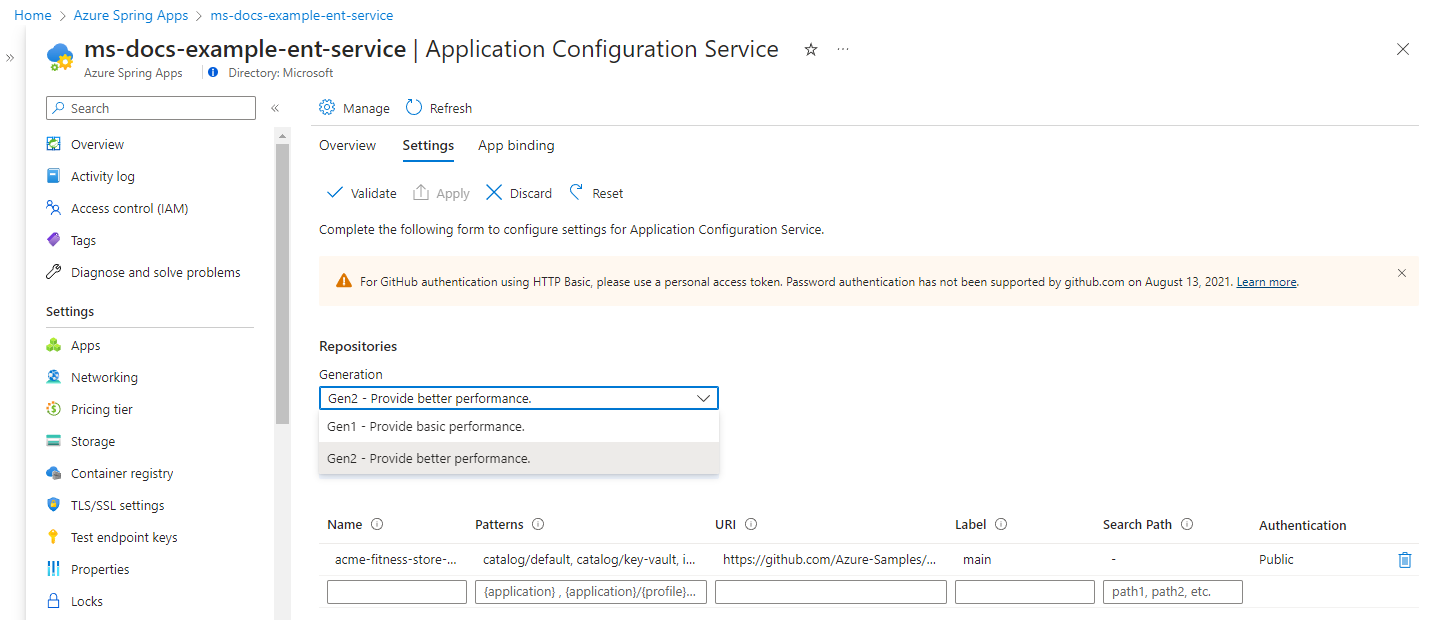 Home > Azure Spring Apps > ms-docs-example-ent-service
ms-docs-example-ent-service | Application Configuration Service
Azure Spring Apps Directory: Microsoft
Search
Overview
Activity log
Access control (IAM)
Tags
Diagnose and solve problems
Settings
Apps
Networking
Pricing tier
Storage
Container registry
TLS/SSL settings
Test endpoint keys
Properties
Locks
Manage Refresh
Overview Settings App binding
Validate Apply Discard Reset
Complete the following form to configure settings for Application Configuration Service.
For GitHub authentication using HTTP Basic, please use a personal access token. Password authentication has not been supported by github.com on August 13, 2021. Learn more.
Repositories
Generation
Gen2 - Provide better performance.
Gen1 - Provide basic performance.
Gen2 - Provide better performance.
Name Patterns URI Label Search Path Authentication
acme-fitness-store-... catalog/default, catalog/key-vault, i... https://github.com/Azure-Samples/... main - Public
{application} , {application}/{profile}... path1, path2, etc.